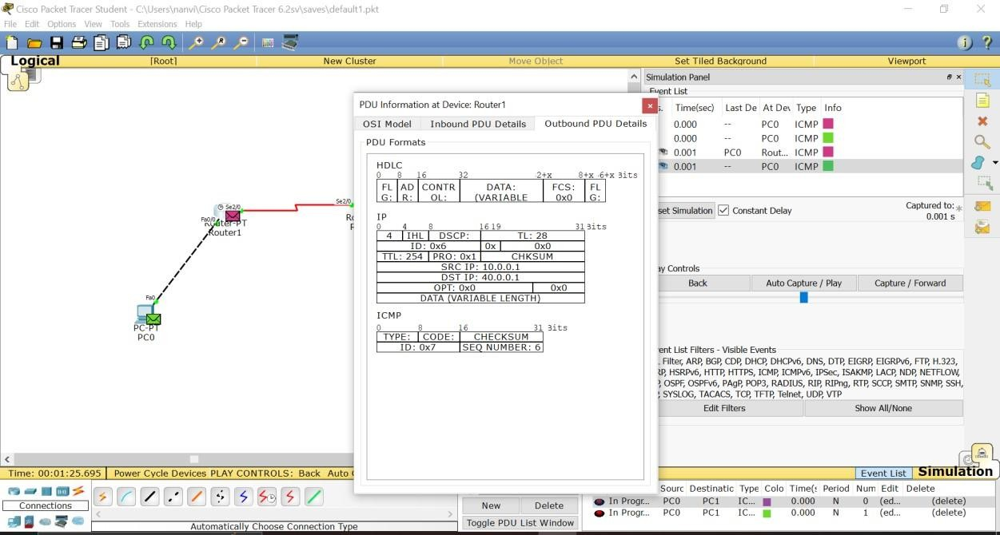 Cisco Packet Tracer Student - C:\Users\nanvi\Cisco Packet Tracer 6.2sv\saves\default1.pkt
File Edit Options View Tools Extensions Help
Logical [Root] New Cluster Move Object Set Tiled Background Viewport
Simulation Panel
Event List
s. Time(sec) Last De At Dev Type Info
0.000 -- PC0 ICMP
0.000 -- PC0 ICMP
0.001 PC0 Rout... ICMP
0.001 -- PC0 ICMP
set Simulation Constant Delay Captured to: *
0.001 s
ay Controls
Back Auto Capture / Play Capture / Forward
ent List Filters - Visible Events
Filter, ARP, BGP, CDP, DHCP, DHCPv6, DNS, DTP, EIGRP, EIGRPv6, FTP, H.323,
RP, HSRPv6, HTTP, HTTPS, ICMP, ICMPv6, IPSec, ISAKMP, LACP, NDP, NETFLOW,
, OSPF, OSPFv6, PAgP, POP3, RADIUS, RIP, RIPng, RTP, SCCP, SMTP, SNMP, SSH,
, SYSLOG, TACACS, TCP, TFTP, Telnet, UDP, VTP
Edit Filters Show All/None
PDU Information at Device: Router1
OSI Model Inbound PDU Details Outbound PDU Details
PDU Formats
HDLC
0 8 16 32 2+x 8+x 6+x Bits
FL AD CONTR DATA: FCS: FL
G: R: OL: (VARIABLE 0x0 G:
IP
0 4 8 16 19 31 Bits
4 IHL DSCP: TL: 28
ID: 0x6 0x 0x0
TTL: 254 PRO: 0x1 CHKSUM
SRC IP: 10.0.0.1
DST IP: 40.0.0.1
OPT: 0x0 0x0
DATA (VARIABLE LENGTH)
ICMP
0 8 16 31 Bits
TYPE: CODE: CHECKSUM
ID: 0x7 SEQ NUMBER: 6
Se2/0
Se2/0
Fa0/0
Router-PT
Router1
Fa0
PC-PT
PC0
Time: 00:01:25.695 Power Cycle Devices PLAY CONTROLS: Back Auto
Event List Simulation
Connections
Automatically Choose Connection Type
New Delete
Toggle PDU List Window
Sourc Destinatic Type Colo Time(s Period Num Edit Delete
In Progr... PC0 PC1 IC... 0.000 N 0 (ed... (delete)
In Progr... PC0 PC1 IC... 0.000 N 1 (ed... (delete)